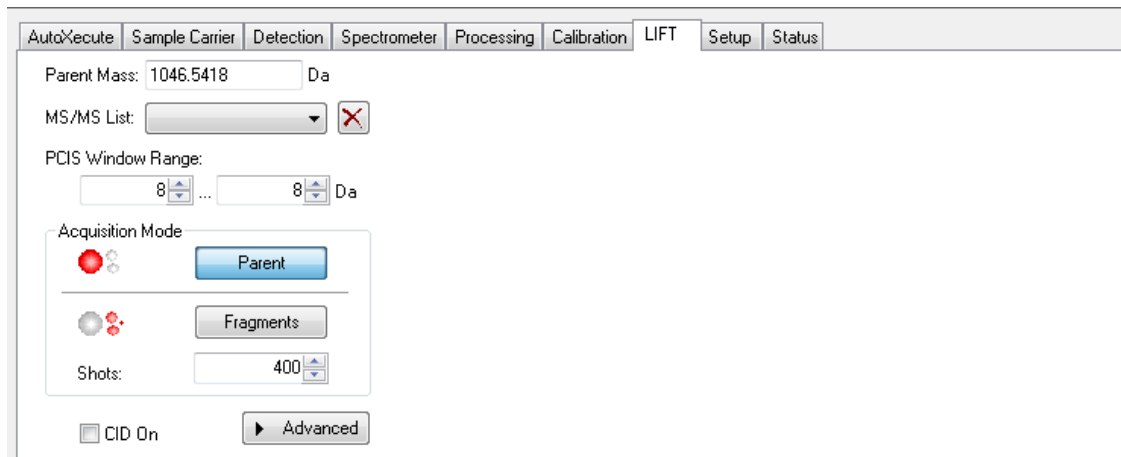 AutoXecute Sample Carrier Detection Spectrometer Processing Calibration LIFT Setup Status
Parent Mass: 1046.5418 Da
MS/MS List:
PCIS Window Range:
8 ... 8 Da
Acquisition Mode
Parent
Fragments
Shots: 400
CID On Advanced